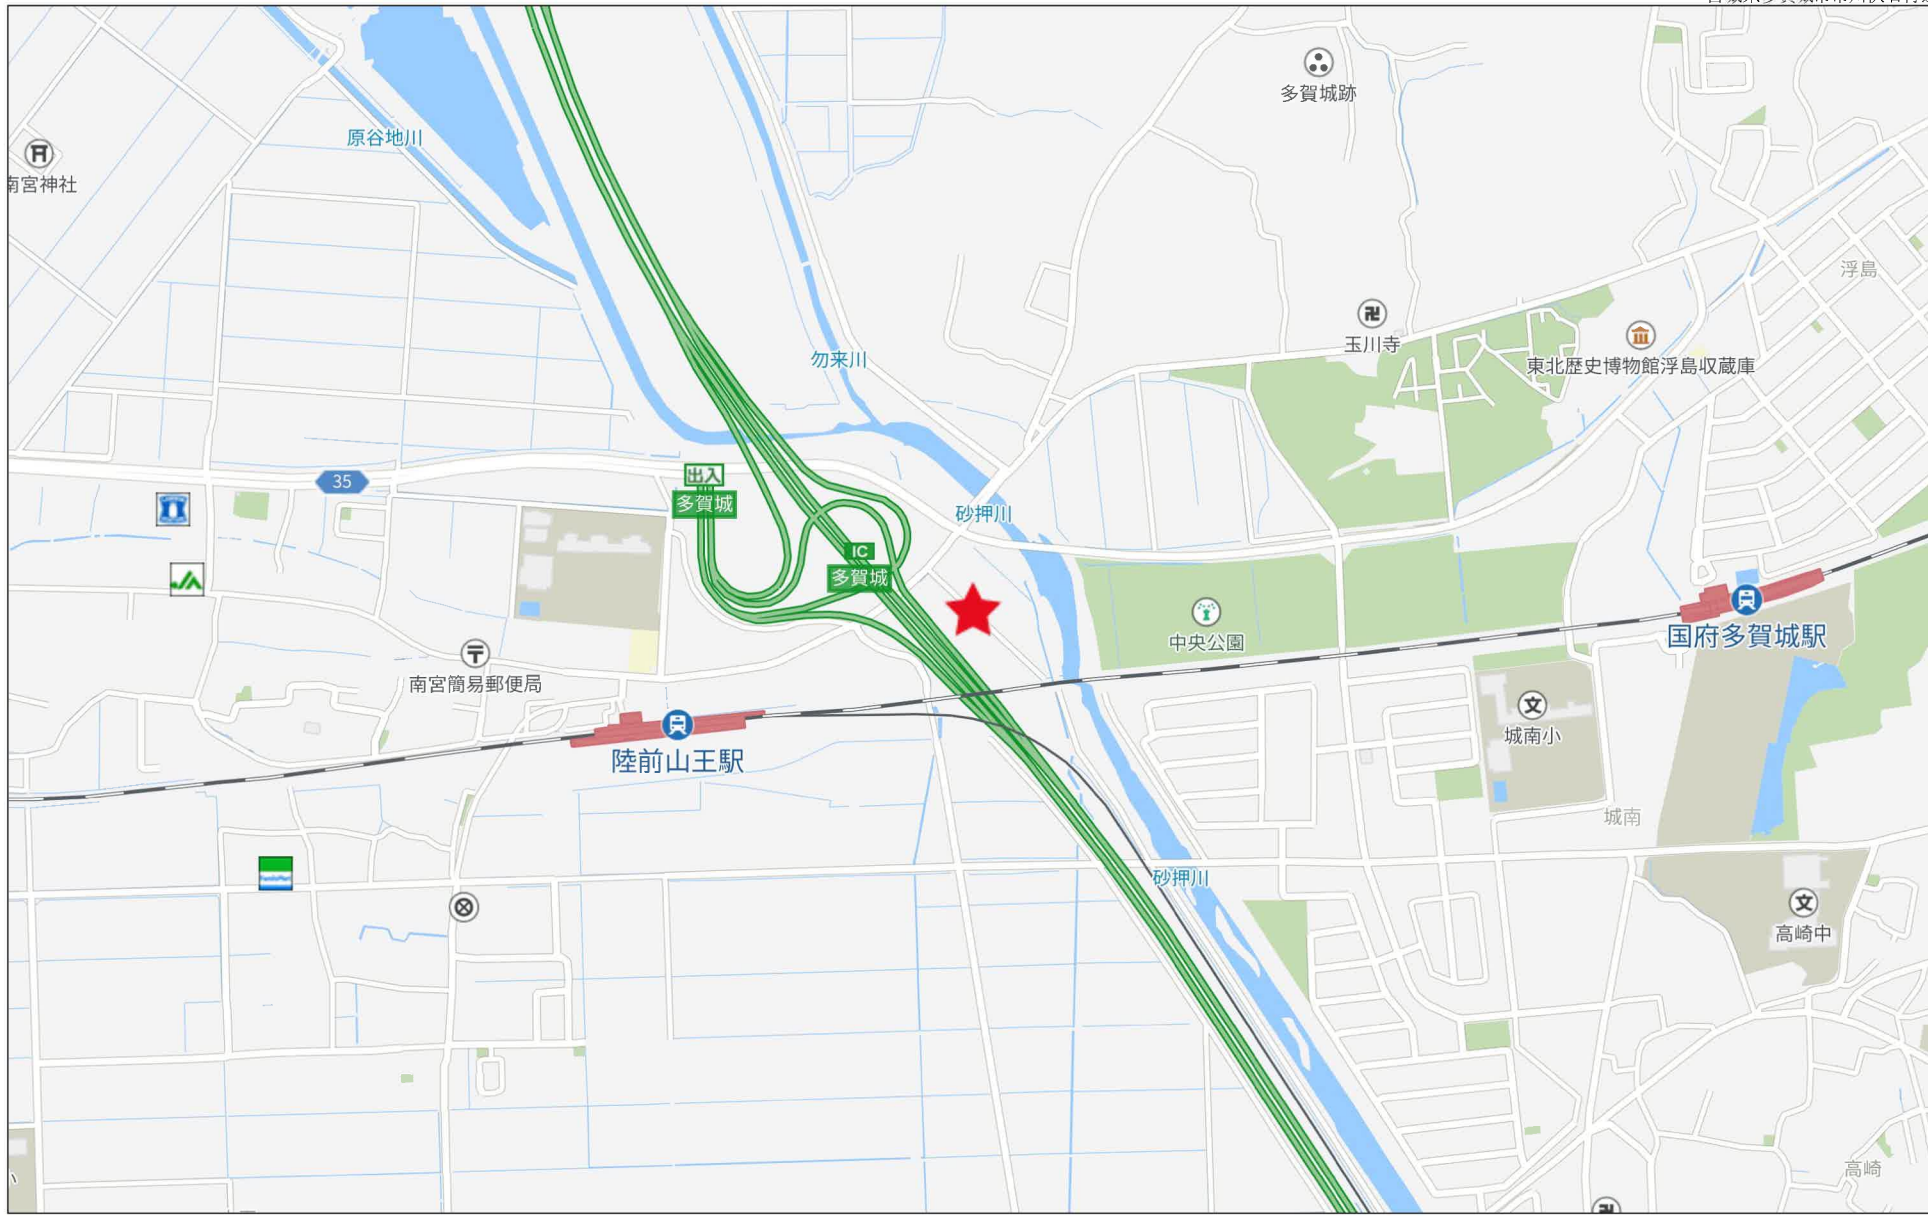 多賀城跡
原谷地川
南宮神社
浮島
玉川寺
勿来川
東北歴史博物館浮島収蔵庫
35
出入
多賀城
砂押川
IC
多賀城
中央公園
国府多賀城駅
南宮簡易郵便局
文
城南小
陸前山王駅
城南
FamilyMart
砂押川
文
高崎中
高崎